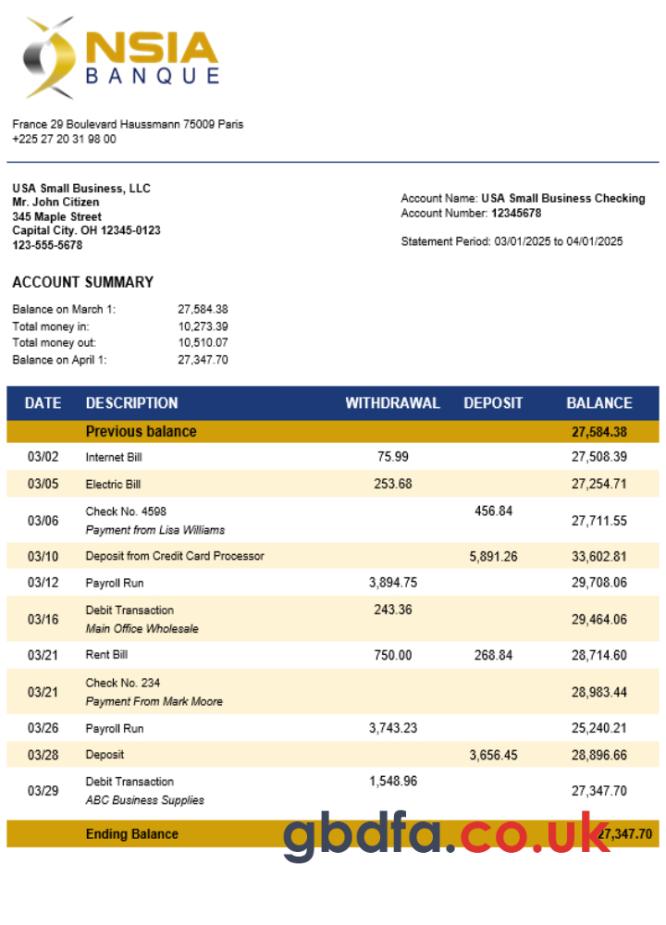 NSIA
BANQUE
France 29 Boulevard Haussmann 75009 Paris
+225 27 20 31 98 00
USA Small Business, LLC
Mr. John Citizen
345 Maple Street
Capital City. OH 12345-0123
123-555-5678
Account Name: USA Small Business Checking
Account Number: 12345678
Statement Period: 03/01/2025 to 04/01/2025
ACCOUNT SUMMARY
Balance on March 1: 27,584.38
Total money in: 10,273.39
Total money out: 10,510.07
Balance on April 1: 27,347.70
DATE DESCRIPTION WITHDRAWAL DEPOSIT BALANCE
Previous balance 27,584.38
03/02 Internet Bill 75.99 27,508.39
03/05 Electric Bill 253.68 27,254.71
03/06 Check No. 4598 456.84 27,711.55
Payment from Lisa Williams
03/10 Deposit from Credit Card Processor 5,891.26 33,602.81
03/12 Payroll Run 3,894.75 29,708.06
03/16 Debit Transaction 243.36 29,464.06
Main Office Wholesale
03/21 Rent Bill 750.00 268.84 28,714.60
03/21 Check No. 234 28,983.44
Payment From Mark Moore
03/26 Payroll Run 3,743.23 25,240.21
03/28 Deposit 3,656.45 28,896.66
03/29 Debit Transaction 1,548.96 27,347.70
ABC Business Supplies
Ending Balance 27,347.70
gbdfa.co.uk